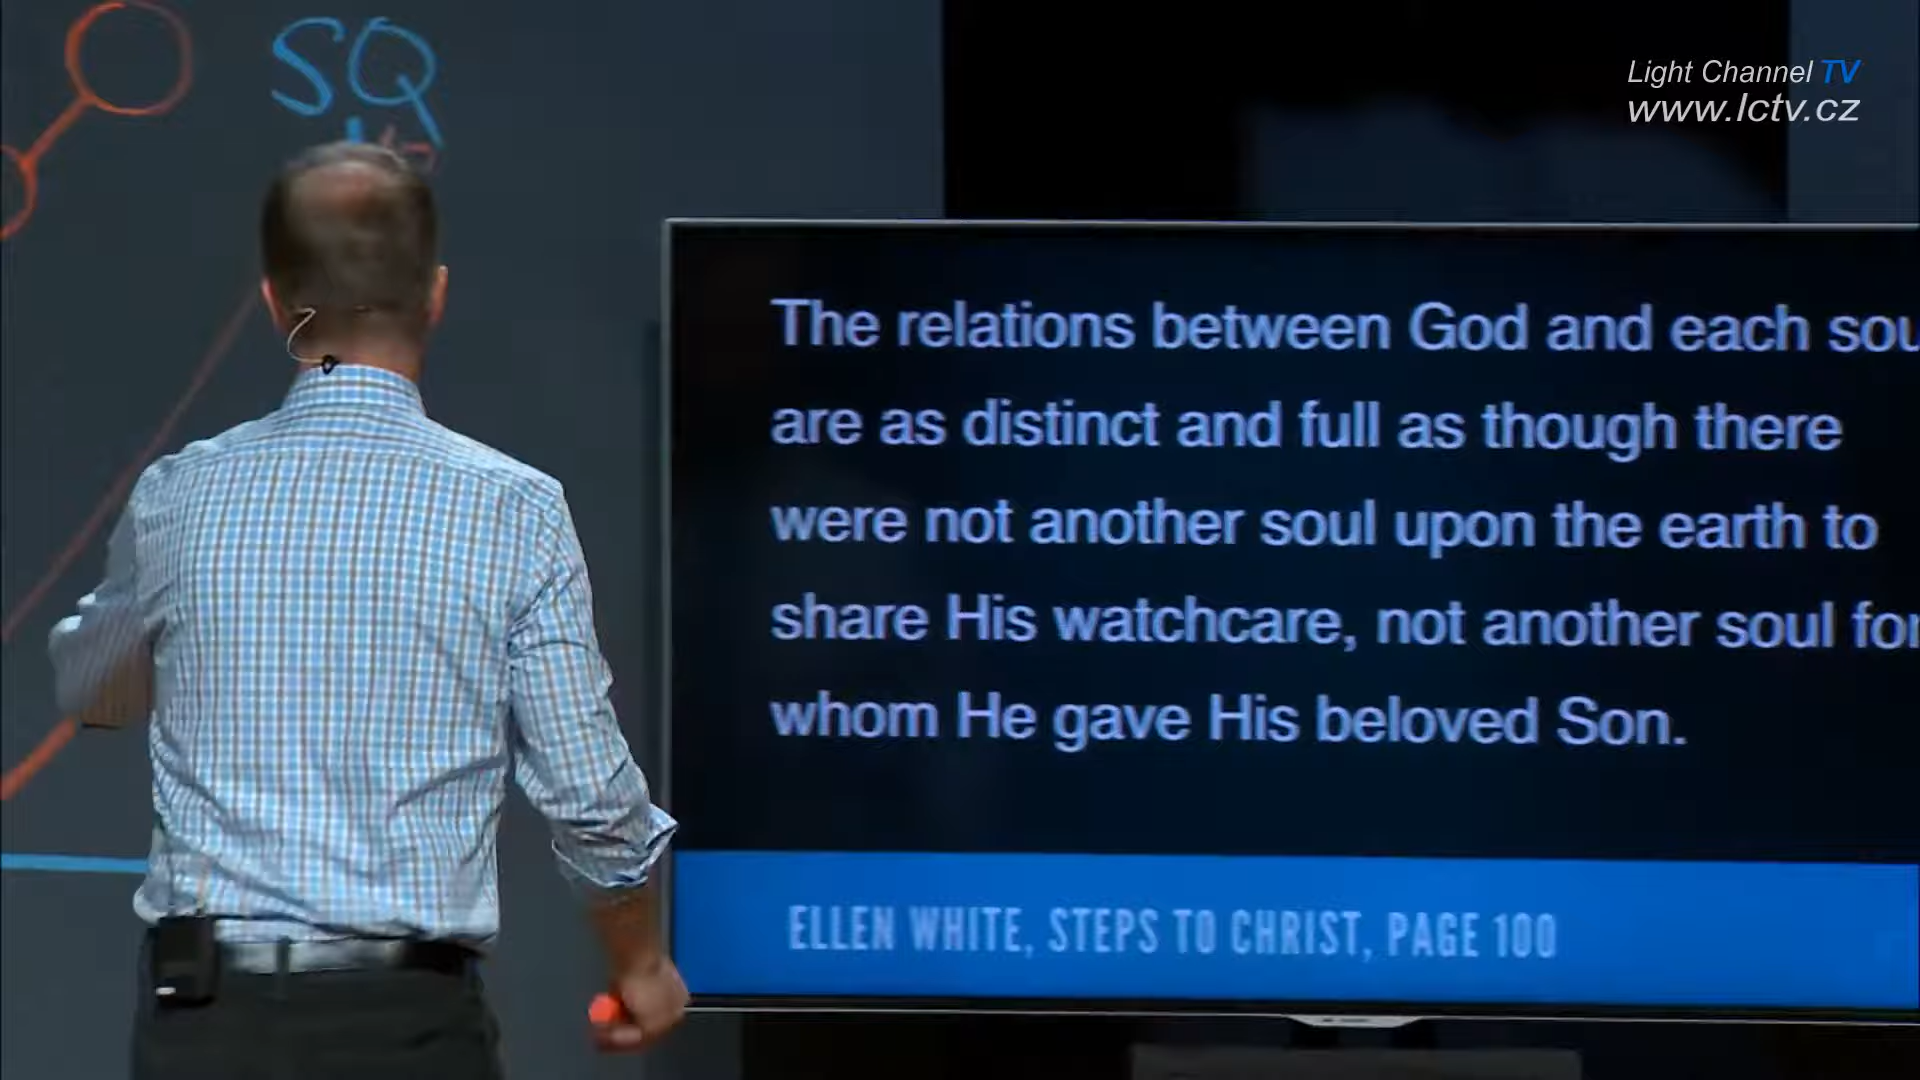 SQ
Light Channel TV
www.lctv.cz
The relations between God and each sou
are as distinct and full as though there
were not another soul upon the earth to
share His watchcare, not another soul for
whom He gave His beloved Son.
ELLEN WHITE, STEPS TO CHRIST, PAGE 100